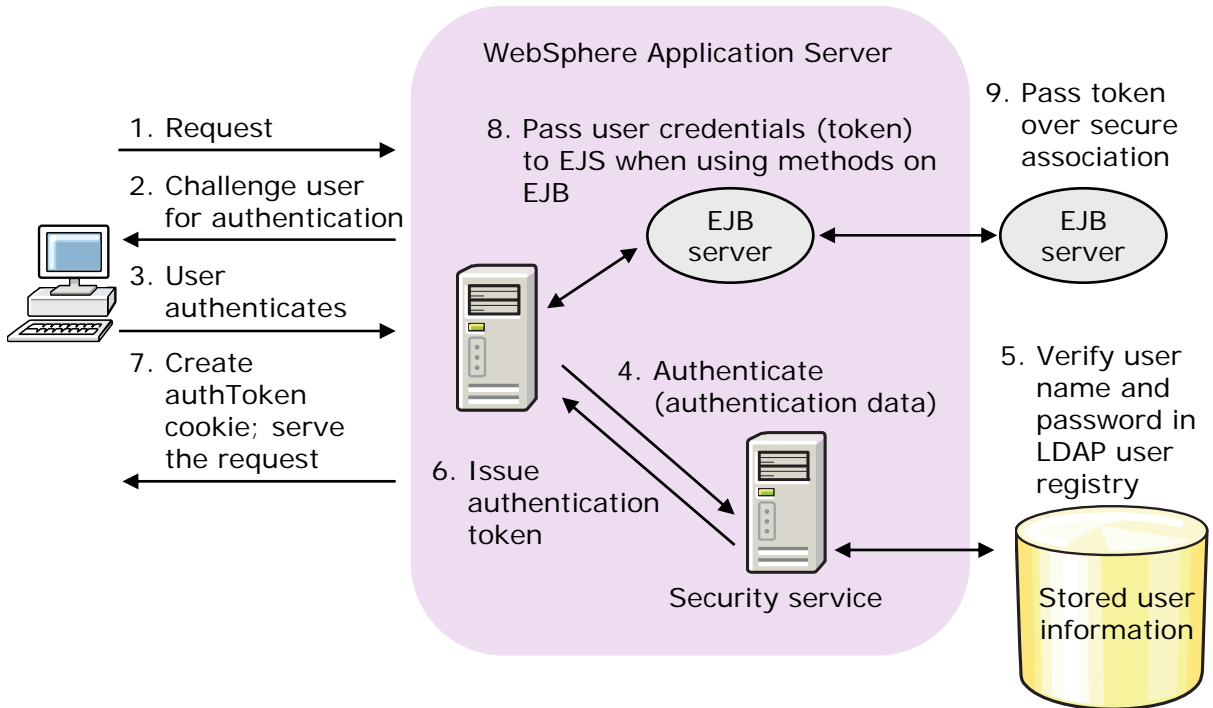 WebSphere Application Server
1. Request
2. Challenge user
for authentication
3. User
authenticates
7. Create
authToken
cookie; serve
the request
8. Pass user credentials (token)
to EJS when using methods on
EJB
EJB
server
9. Pass token
over secure
association
EJB
server
4. Authenticate
(authentication data)
5. Verify user
name and
password in
LDAP user
registry
6. Issue
authentication
token
Security service
Stored user
information